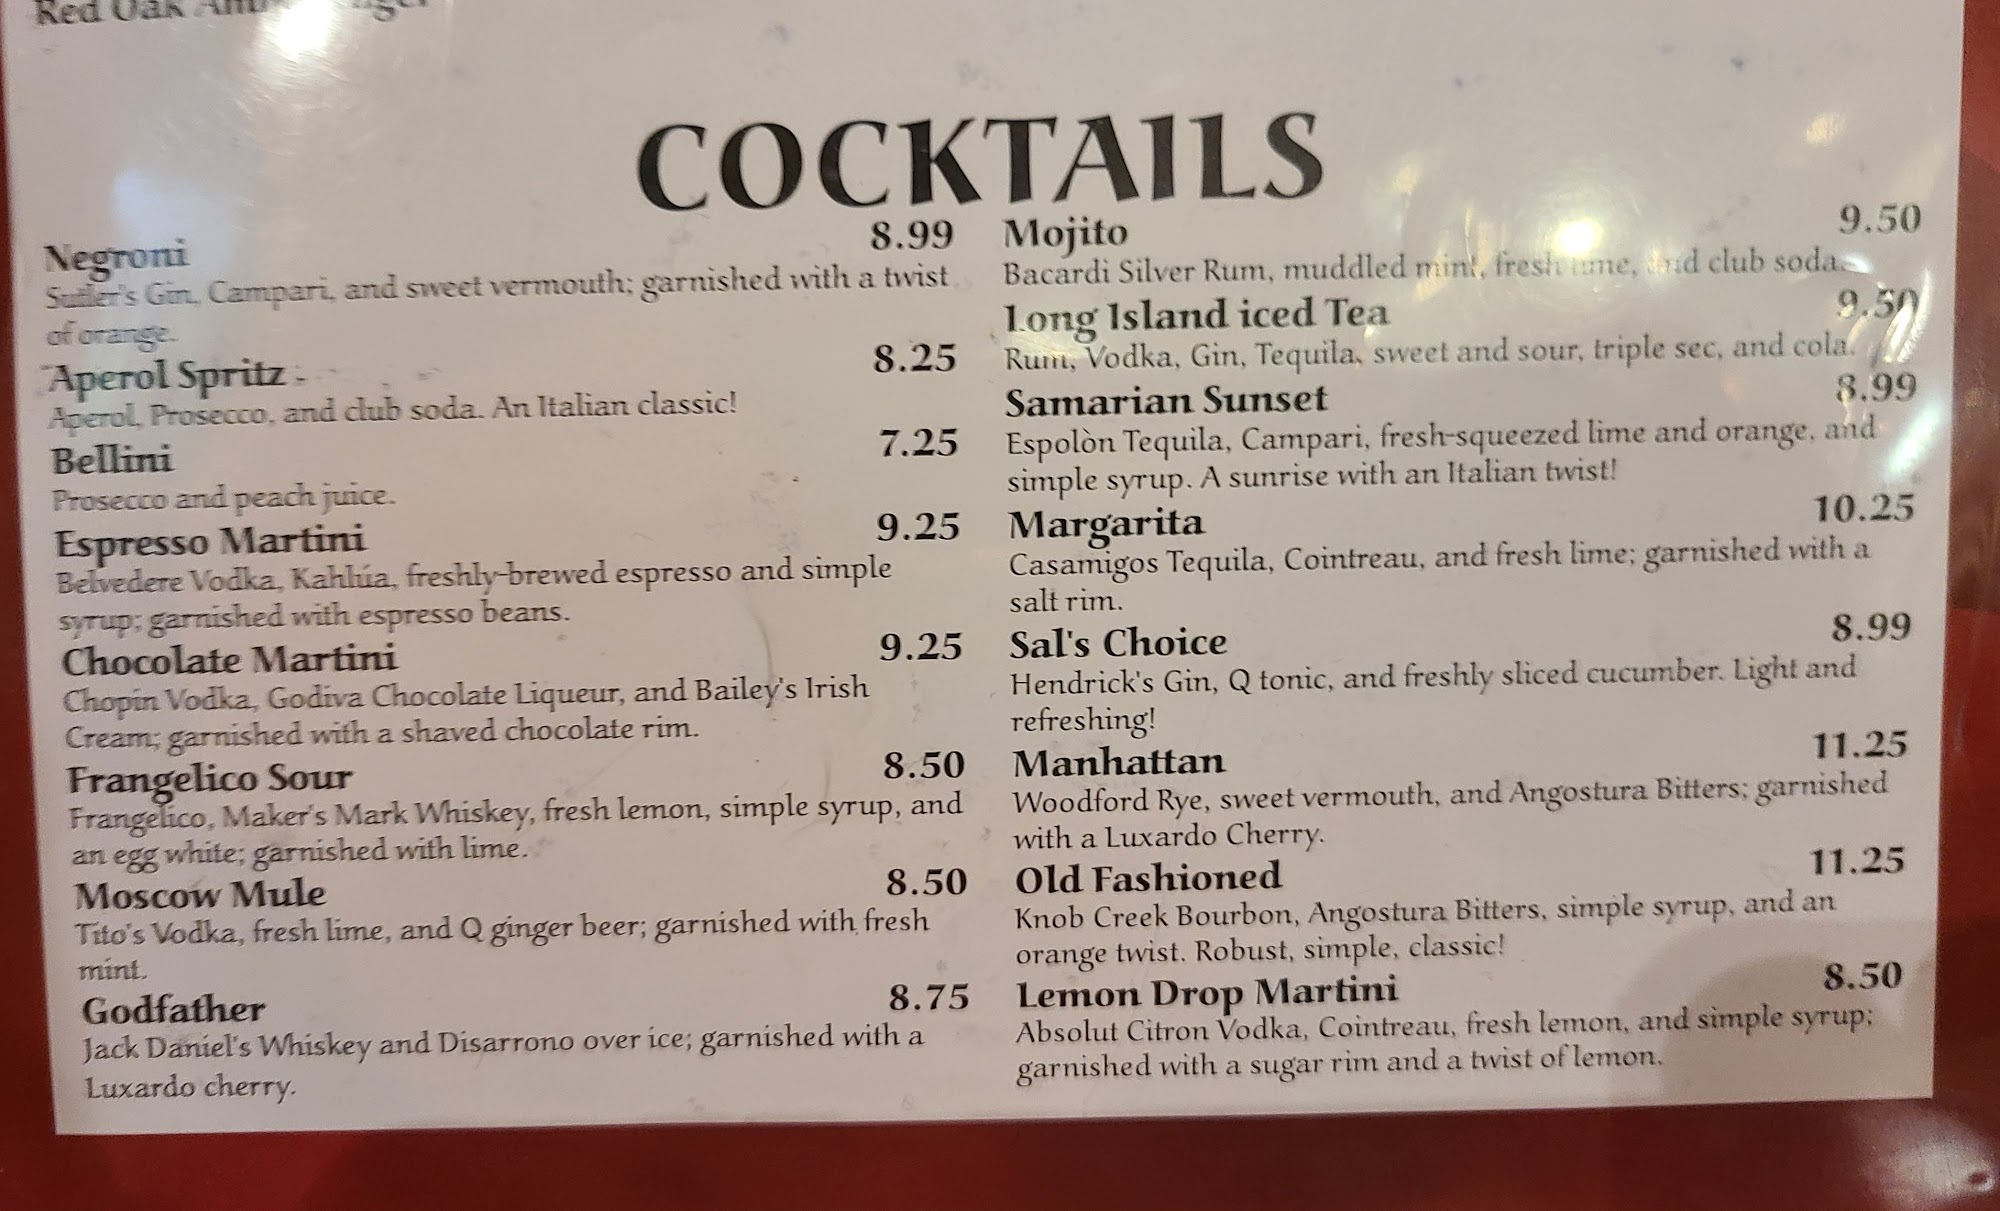 Red Oak
COCKTAILS
Negroni 8.99
Sutler's Gin, Campari, and sweet vermouth; garnished with a twist
of orange.
Aperol Spritz - 8.25
Aperol, Prosecco, and club soda. An Italian classic!
Bellini 7.25
Prosecco and peach juice.
Espresso Martini 9.25
Belvedere Vodka, Kahlúa, freshly-brewed espresso and simple
syrup; garnished with espresso beans.
Chocolate Martini 9.25
Chopin Vodka, Godiva Chocolate Liqueur, and Bailey's Irish
Cream; garnished with a shaved chocolate rim.
Frangelico Sour 8.50
Frangelico, Maker's Mark Whiskey, fresh lemon, simple syrup, and
an egg white; garnished with lime.
Moscow Mule 8.50
Tito's Vodka, fresh lime, and Q ginger beer; garnished with fresh
mint.
Godfather 8.75
Jack Daniel's Whiskey and Disarrono over ice; garnished with a
Luxardo cherry.
Mojito 9.50
Bacardi Silver Rum, muddled mint, fresh lime, and club soda.
Long Island iced Tea 9.50
Rum, Vodka, Gin, Tequila, sweet and sour, triple sec, and cola.
Samarian Sunset 8.99
Espolòn Tequila, Campari, fresh-squeezed lime and orange, and
simple syrup. A sunrise with an Italian twist!
Margarita 10.25
Casamigos Tequila, Cointreau, and fresh lime; garnished with a
salt rim.
Sal's Choice 8.99
Hendrick's Gin, Q tonic, and freshly sliced cucumber. Light and
refreshing!
Manhattan 11.25
Woodford Rye, sweet vermouth, and Angostura Bitters; garnished
with a Luxardo Cherry.
Old Fashioned 11.25
Knob Creek Bourbon, Angostura Bitters, simple syrup, and an
orange twist. Robust, simple, classic!
Lemon Drop Martini 8.50
Absolut Citron Vodka, Cointreau, fresh lemon, and simple syrup;
garnished with a sugar rim and a twist of lemon.